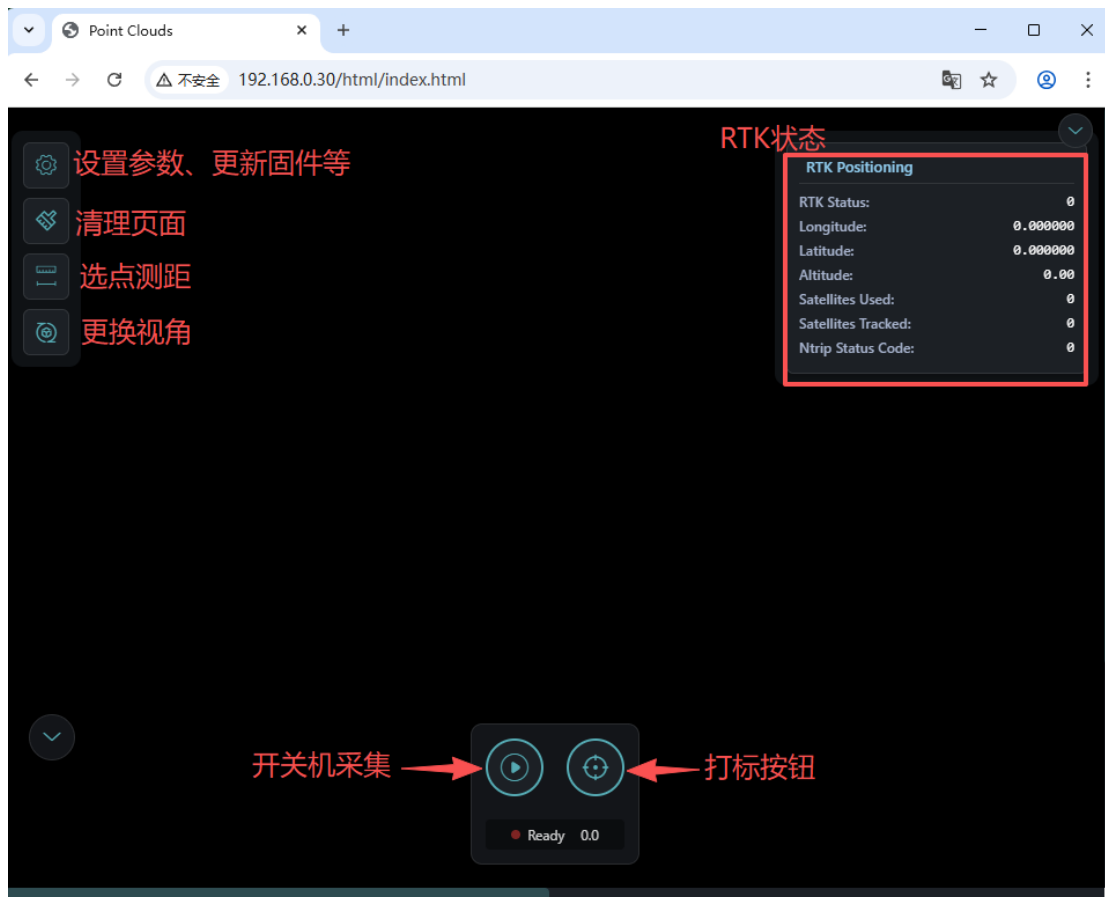 Point Clouds
不安全 192.168.0.30/html/index.html
RTK状态
设置参数、更新固件等
清理页面
选点测距
更换视角
RTK Positioning
RTK Status: 0
Longitude: 0.000000
Latitude: 0.000000
Altitude: 0.00
Satellites Used: 0
Satellites Tracked: 0
Ntrip Status Code: 0
开关机采集
打标按钮
Ready 0.0